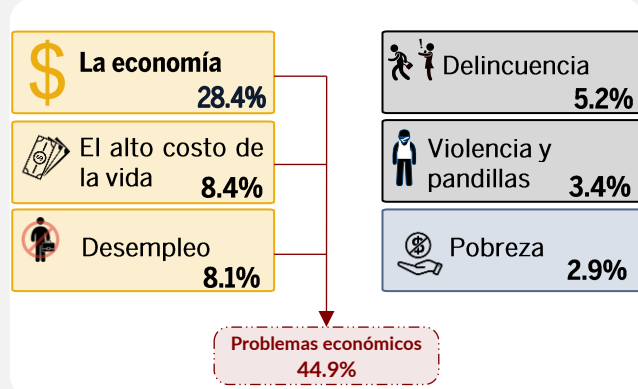 La economía
28.4%
El alto costo de
la vida 8.4%
Desempleo
8.1%
Delincuencia
5.2%
Violencia y
pandillas 3.4%
Pobreza
2.9%
Problemas económicos
44.9%